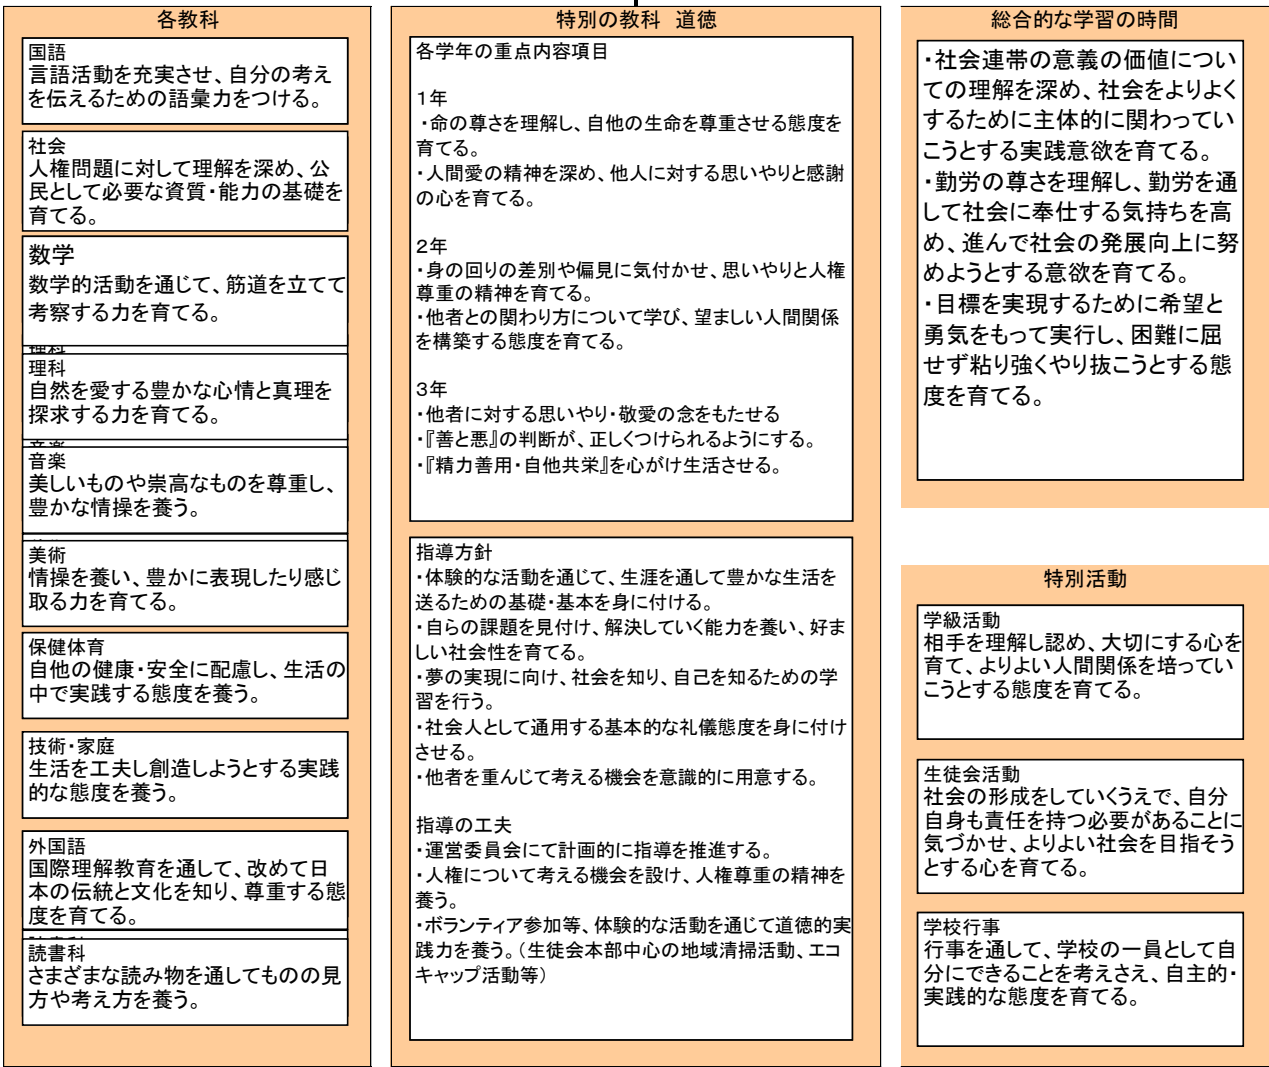 各教科
国語
言語活動を充実させ、自分の考え
を伝えるための語彙力をつける。
社会
人権問題に対して理解を深め、公
民として必要な資質・能力の基礎を
育てる。
数学
数学的活動を通じて、筋道を立てて
考察する力を育てる。
理科
自然を愛する豊かな心情と真理を
探求する力を育てる。
音楽
美しいものや崇高なものを尊重し、
豊かな情操を養う。
美術
情操を養い、豊かに表現したり感じ
取る力を育てる。
保健体育
自他の健康・安全に配慮し、生活の
中で実践する態度を養う。
技術・家庭
生活を工夫し創造しようとする実践
的な態度を養う。
外国語
国際理解教育を通して、改めて日
本の伝統と文化を知り、尊重する態
度を育てる。
読書科
さまざまな読み物を通してものの見
方や考え方を養う。
特別の教科 道徳
各学年の重点内容項目
1年
・命の尊さを理解し、自他の生命を尊重させる態度を
育てる。
・人間愛の精神を深め、他人に対する思いやりと感謝
の心を育てる。
2年
・身の回りの差別や偏見に気付かせ、思いやりと人権
尊重の精神を育てる。
・他者との関わり方について学び、望ましい人間関係
を構築する態度を育てる。
3年
・他者に対する思いやり・敬愛の念をもたせる
・『善と悪』の判断が、正しくつけられるようにする。
・『精力善用・自他共栄』を心がけ生活させる。
指導方針
・体験的な活動を通じて、生涯を通して豊かな生活を
送るための基礎・基本を身に付ける。
・自らの課題を見付け、解決していく能力を養い、好ま
しい社会性を育てる。
・夢の実現に向け、社会を知り、自己を知るための学
習を行う。
・社会人として通用する基本的な礼儀態度を身に付け
させる。
・他者を重んじて考える機会を意識的に用意する。
指導の工夫
・運営委員会にて計画的に指導を推進する。
・人権について考える機会を設け、人権尊重の精神を
養う。
・ボランティア参加等、体験的な活動を通じて道徳的実
践力を養う。(生徒会本部中心の地域清掃活動、エコ
キャップ活動等)
総合的な学習の時間
・社会連帯の意義の価値につい
ての理解を深め、社会をよりよく
するために主体的に関わってい
こうとする実践意欲を育てる。
・勤労の尊さを理解し、勤労を通
して社会に奉仕する気持ちを高
め、進んで社会の発展向上に努
めようとする意欲を育てる。
・目標を実現するために希望と
勇気をもって実行し、困難に屈
せず粘り強くやり抜こうとする態
度を育てる。
特別活動
学級活動
相手を理解し認め、大切にする心を
育て、よりよい人間関係を培ってい
こうとする態度を育てる。
生徒会活動
社会の形成をしていくうえで、自分
自身も責任を持つ必要があることに
気づかせ、よりよい社会を目指そう
とする心を育てる。
学校行事
行事を通して、学校の一員として自
分にできることを考えさえ、自主的・
実践的な態度を育てる。